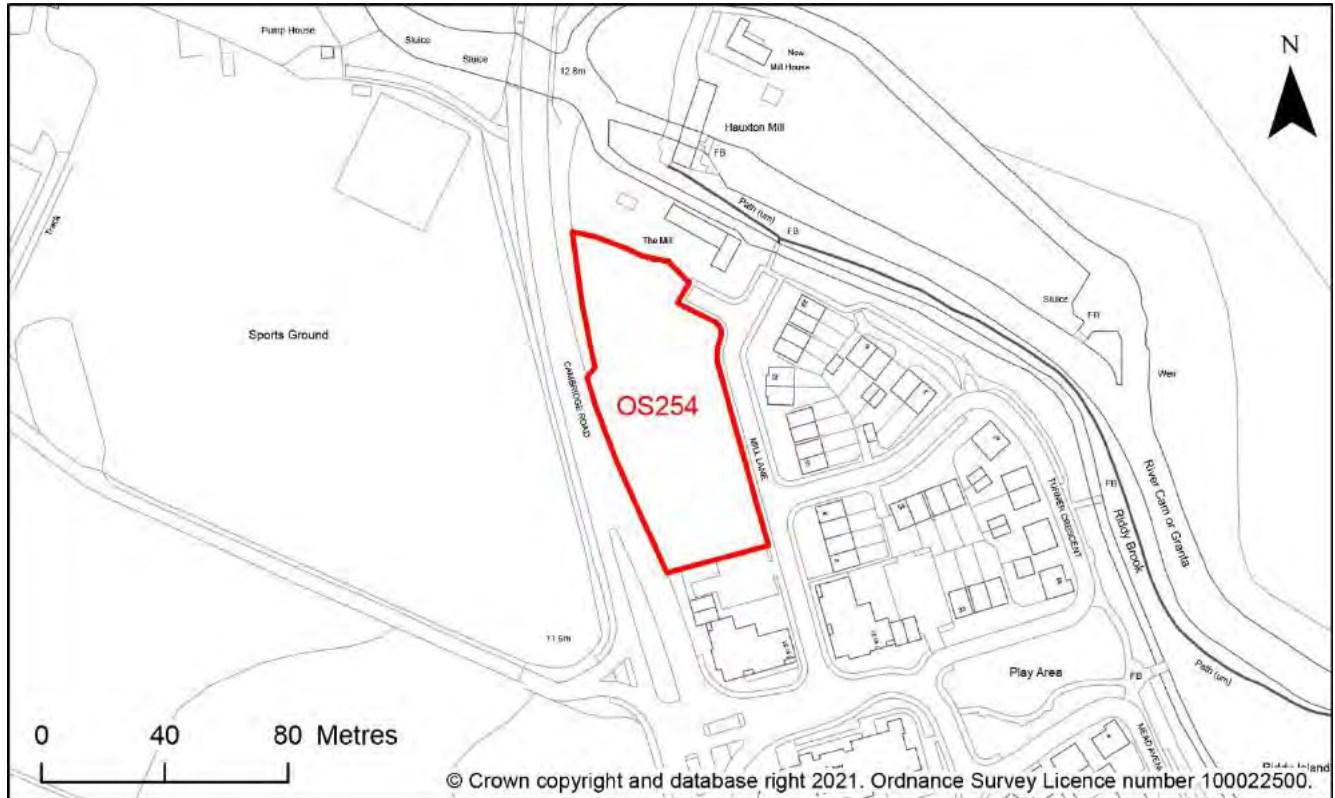 Pump House
Sluice
Sluice
12.8m
New
Mill House
N
Hauxton Mill
FB
Track
Path (um)
FB
The Mill
Sports Ground
Sluice
FB
CAMBRIDGE ROAD
OS254
MILL LANE
Weir
TURNER CRESCENT
FB
Riddy Brook
River Cam or Granta
11.6m
Play Area
FB
Path (um)
MEAD AVENUE
0 40 80 Metres
© Crown copyright and database right 2021. Ordnance Survey Licence number 100022500.